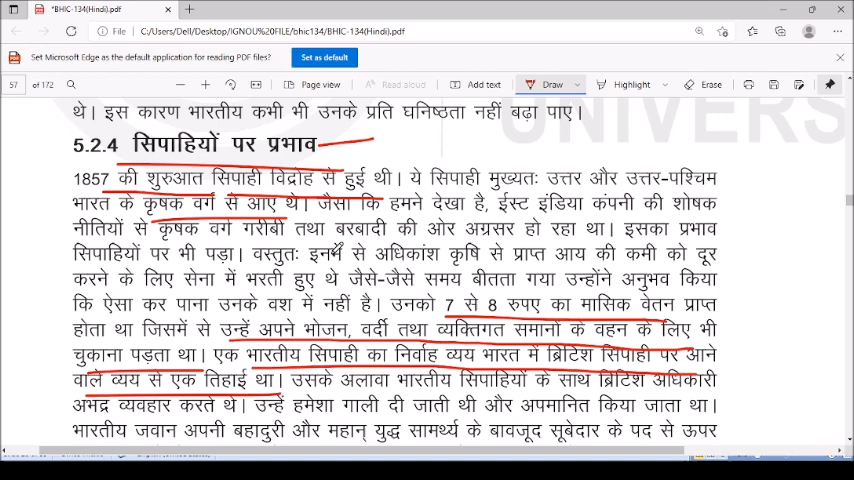 *BHIC-134(Hindi).pdf
File | C:/Users/Dell/Desktop/IGNOU%20FILE/bhic134/BHIC-134(Hindi).pdf
Set Microsoft Edge as the default application for reading PDF files? Set as default
57 of 172 Page view Read aloud Add text Draw Highlight Erase
थे। इस कारण भारतीय कभी भी उनके प्रति घनिष्ठता नहीं बढ़ा पाए।
UNIVERS
5.2.4 सिपाहियों पर प्रभाव
1857 की शुरुआत सिपाही विद्रोह से हुई थी। ये सिपाही मुख्यतः उत्तर और उत्तर-पश्चिम
भारत के कृषक वर्ग से आए थे। जैसा कि हमने देखा है, ईस्ट इंडिया कंपनी की शोषक
नीतियों से कृषक वर्ग गरीबी तथा बरबादी की ओर अग्रसर हो रहा था। इसका प्रभाव
सिपाहियों पर भी पड़ा। वस्तुतः इनमें से अधिकांश कृषि से प्राप्त आय की कमी को दूर
करने के लिए सेना में भरती हुए थे जैसे-जैसे समय बीतता गया उन्होंने अनुभव किया
कि ऐसा कर पाना उनके वश में नहीं है। उनको 7 से 8 रुपए का मासिक वेतन प्राप्त
होता था जिसमें से उन्हें अपने भोजन, वर्दी तथा व्यक्तिगत समानों के वहन के लिए भी
चुकाना पड़ता था। एक भारतीय सिपाही का निर्वाह व्यय भारत में ब्रिटिश सिपाही पर आने
वाले व्यय से एक तिहाई था। उसके अलावा भारतीय सिपाहियों के साथ ब्रिटिश अधिकारी
अभद्र व्यवहार करते थे। उन्हें हमेशा गाली दी जाती थी और अपमानित किया जाता था।
भारतीय जवान अपनी बहादुरी और महान् युद्ध सामर्थ्य के बावजूद सूबेदार के पद से ऊपर